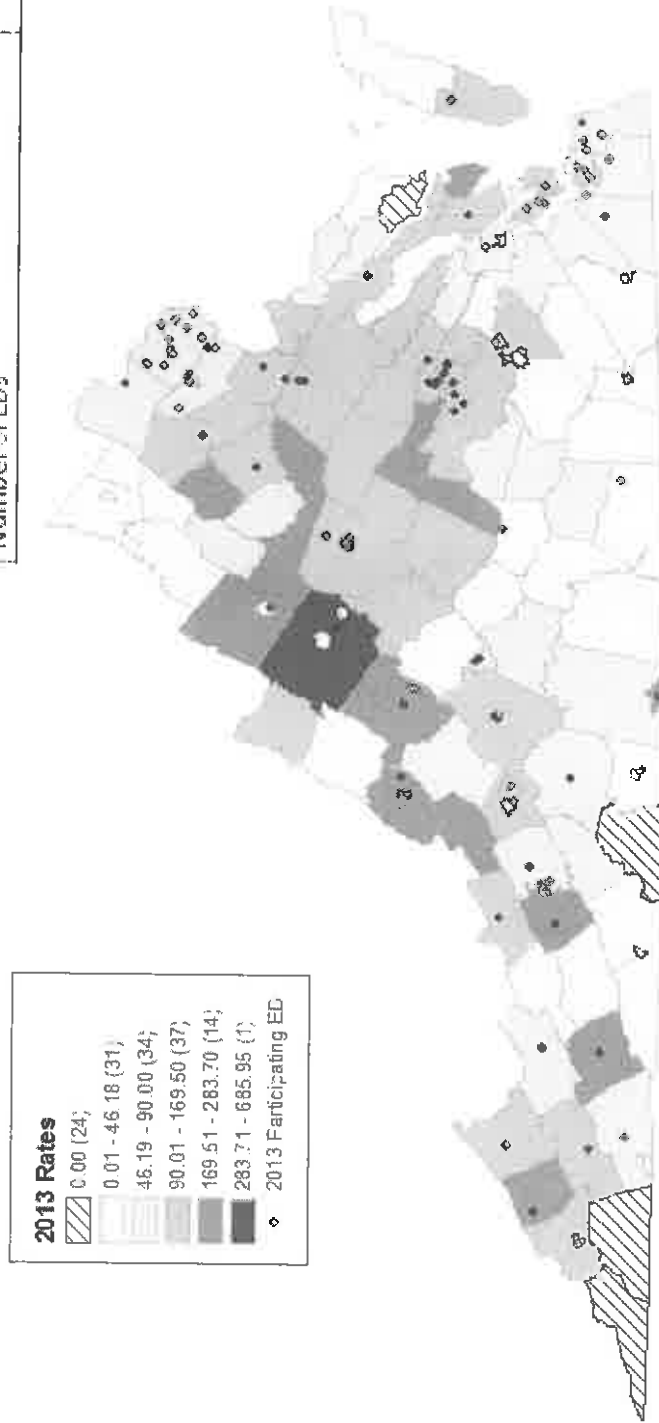 Number of EDs
2013 Rates
0.00 (24)
0.01 - 46.18 (31)
46.19 - 90.00 (34)
90.01 - 169.50 (37)
169.51 - 283.70 (14)
283.71 - 685.95 (1)
2013 Participating ED